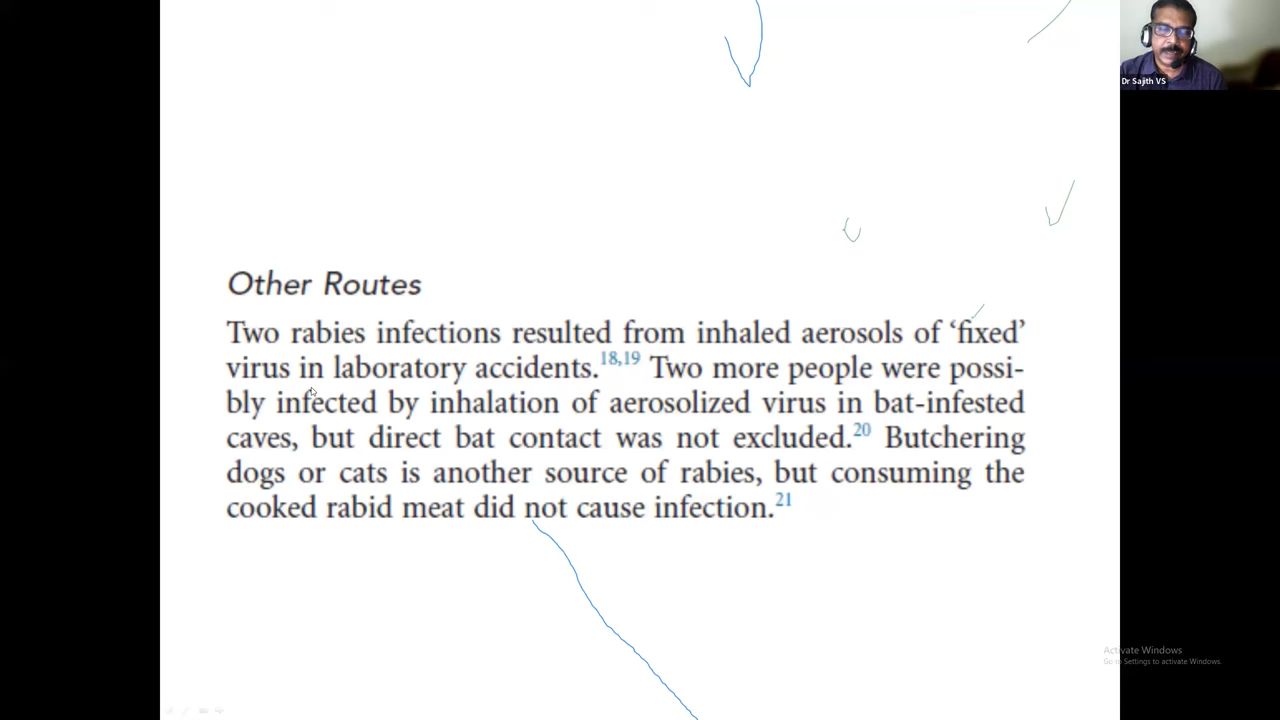 Dr Sajith VS
Other Routes
Two rabies infections resulted from inhaled aerosols of ‘fixed’
virus in laboratory accidents.18,19 Two more people were possi-
bly infected by inhalation of aerosolized virus in bat-infested
caves, but direct bat contact was not excluded.20 Butchering
dogs or cats is another source of rabies, but consuming the
cooked rabid meat did not cause infection.21
Activate Windows
Go to Settings to activate Windows.